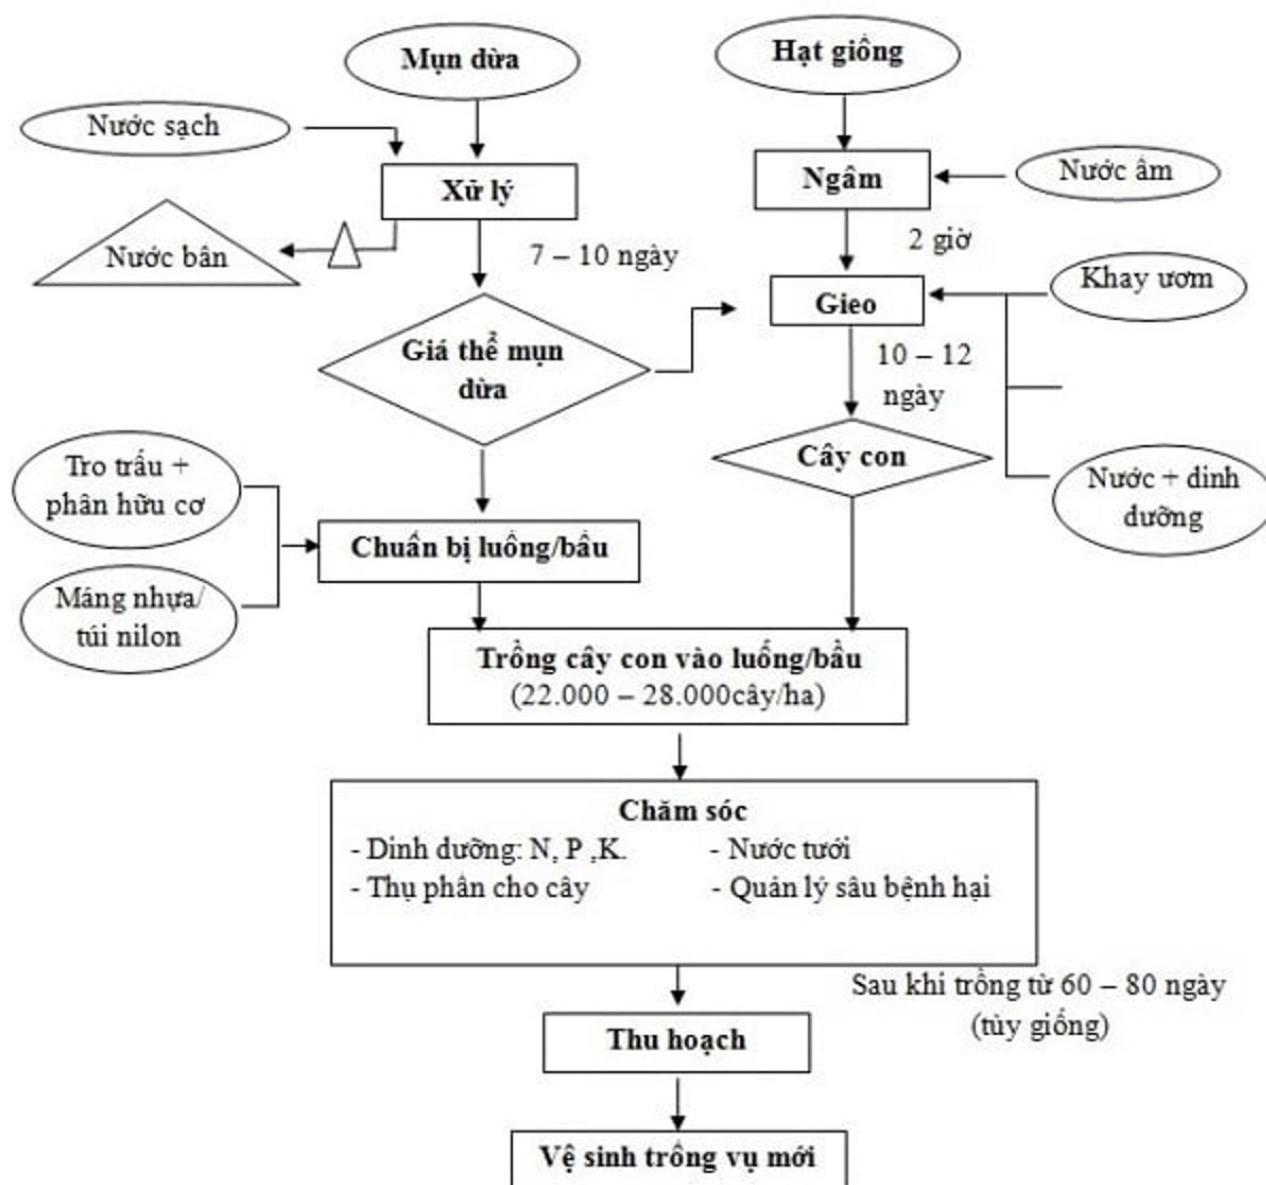 Mụn dừa
Hạt giống
Nước sạch
Xử lý
Ngâm
Nước ấm
Nước bẩn
7 – 10 ngày
2 giờ
Gieo
Khay ươm
Giá thể mụn
dừa
10 – 12
ngày
Cây con
Tro trấu +
phân hữu cơ
Nước + dinh
dưỡng
Chuẩn bị luống/bầu
Máng nhựa/
túi nilon
Trồng cây con vào luống/bầu
(22.000 – 28.000cây/ha)
Chăm sóc
- Dinh dưỡng: N, P ,K.
- Nước tưới
- Thụ phấn cho cây
- Quản lý sâu bệnh hại
Sau khi trồng từ 60 – 80 ngày
(tùy giống)
Thu hoạch
Vệ sinh trồng vụ mới